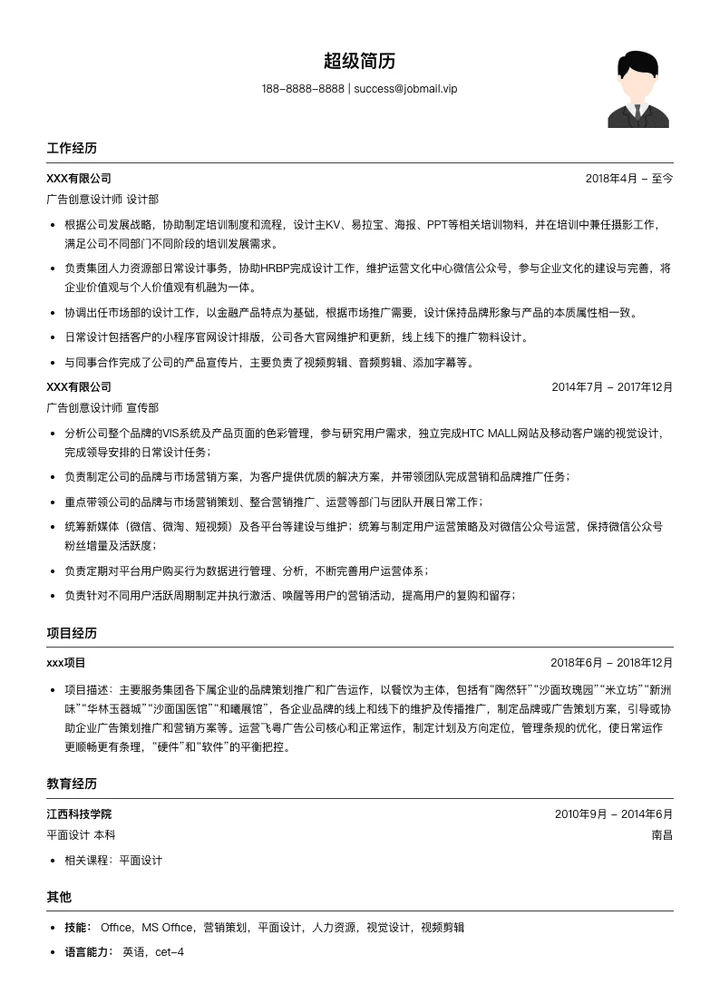 超级简历
188-8888-8888 | success@jobmail.vip
工作经历
XXX有限公司 2018年4月 – 至今
广告创意设计师 设计部
• 根据公司发展战略，协助制定培训制度和流程，设计主KV、易拉宝、海报、PPT等相关培训物料，并在培训中兼任摄影工作，
满足公司不同部门不同阶段的培训发展需求。
• 负责集团人力资源部日常设计事务，协助HRBP完成设计工作，维护运营文化中心微信公众号，参与企业文化的建设与完善，将
企业价值观与个人价值观有机融为一体。
• 协调出任市场部的设计工作，以金融产品特点为基础，根据市场推广需要，设计保持品牌形象与产品的本质属性相一致。
• 日常设计包括客户的小程序官网设计排版，公司各大官网维护和更新，线上线下的推广物料设计。
• 与同事合作完成了公司的产品宣传片，主要负责了视频剪辑、音频剪辑、添加字幕等。
XXX有限公司 2014年7月 – 2017年12月
广告创意设计师 宣传部
• 分析公司整个品牌的VIS系统及产品页面的色彩管理，参与研究用户需求，独立完成HTC MALL网站及移动客户端的视觉设计，
完成领导安排的日常设计任务；
• 负责制定公司的品牌与市场营销方案，为客户提供优质的解决方案，并带领团队完成营销和品牌推广任务；
• 重点带领公司的品牌与市场营销策划、整合营销推广、运营等部门与团队开展日常工作；
• 统筹新媒体（微信、微淘、短视频）及各平台等建设与维护；统筹与制定用户运营策略及对微信公众号运营，保持微信公众号
粉丝增量及活跃度；
• 负责定期对平台用户购买行为数据进行管理、分析，不断完善用户运营体系；
• 负责针对不同用户活跃周期制定并执行激活、唤醒等用户的营销活动，提高用户的复购和留存；
项目经历
xxx项目 2018年6月 – 2018年12月
• 项目描述：主要服务集团各下属企业的品牌策划推广和广告运作，以餐饮为主体，包括有“陶然轩”“沙面玫瑰园”“米立坊”“新洲
味”“华林玉器城”“沙面国医馆”“和曦展馆”，各企业品牌的线上和线下的维护及传播推广，制定品牌或广告策划方案，引导或协
助企业广告策划推广和营销方案等。运营飞粤广告公司核心和正常运作，制定计划及方向定位，管理条规的优化，使日常运作
更顺畅更有条理，“硬件”和“软件”的平衡把控。
教育经历
江西科技学院 2010年9月 – 2014年6月
平面设计 本科 南昌
• 相关课程：平面设计
其他
• 技能： Office，MS Office，营销策划，平面设计，人力资源，视觉设计，视频剪辑
• 语言能力： 英语，cet-4